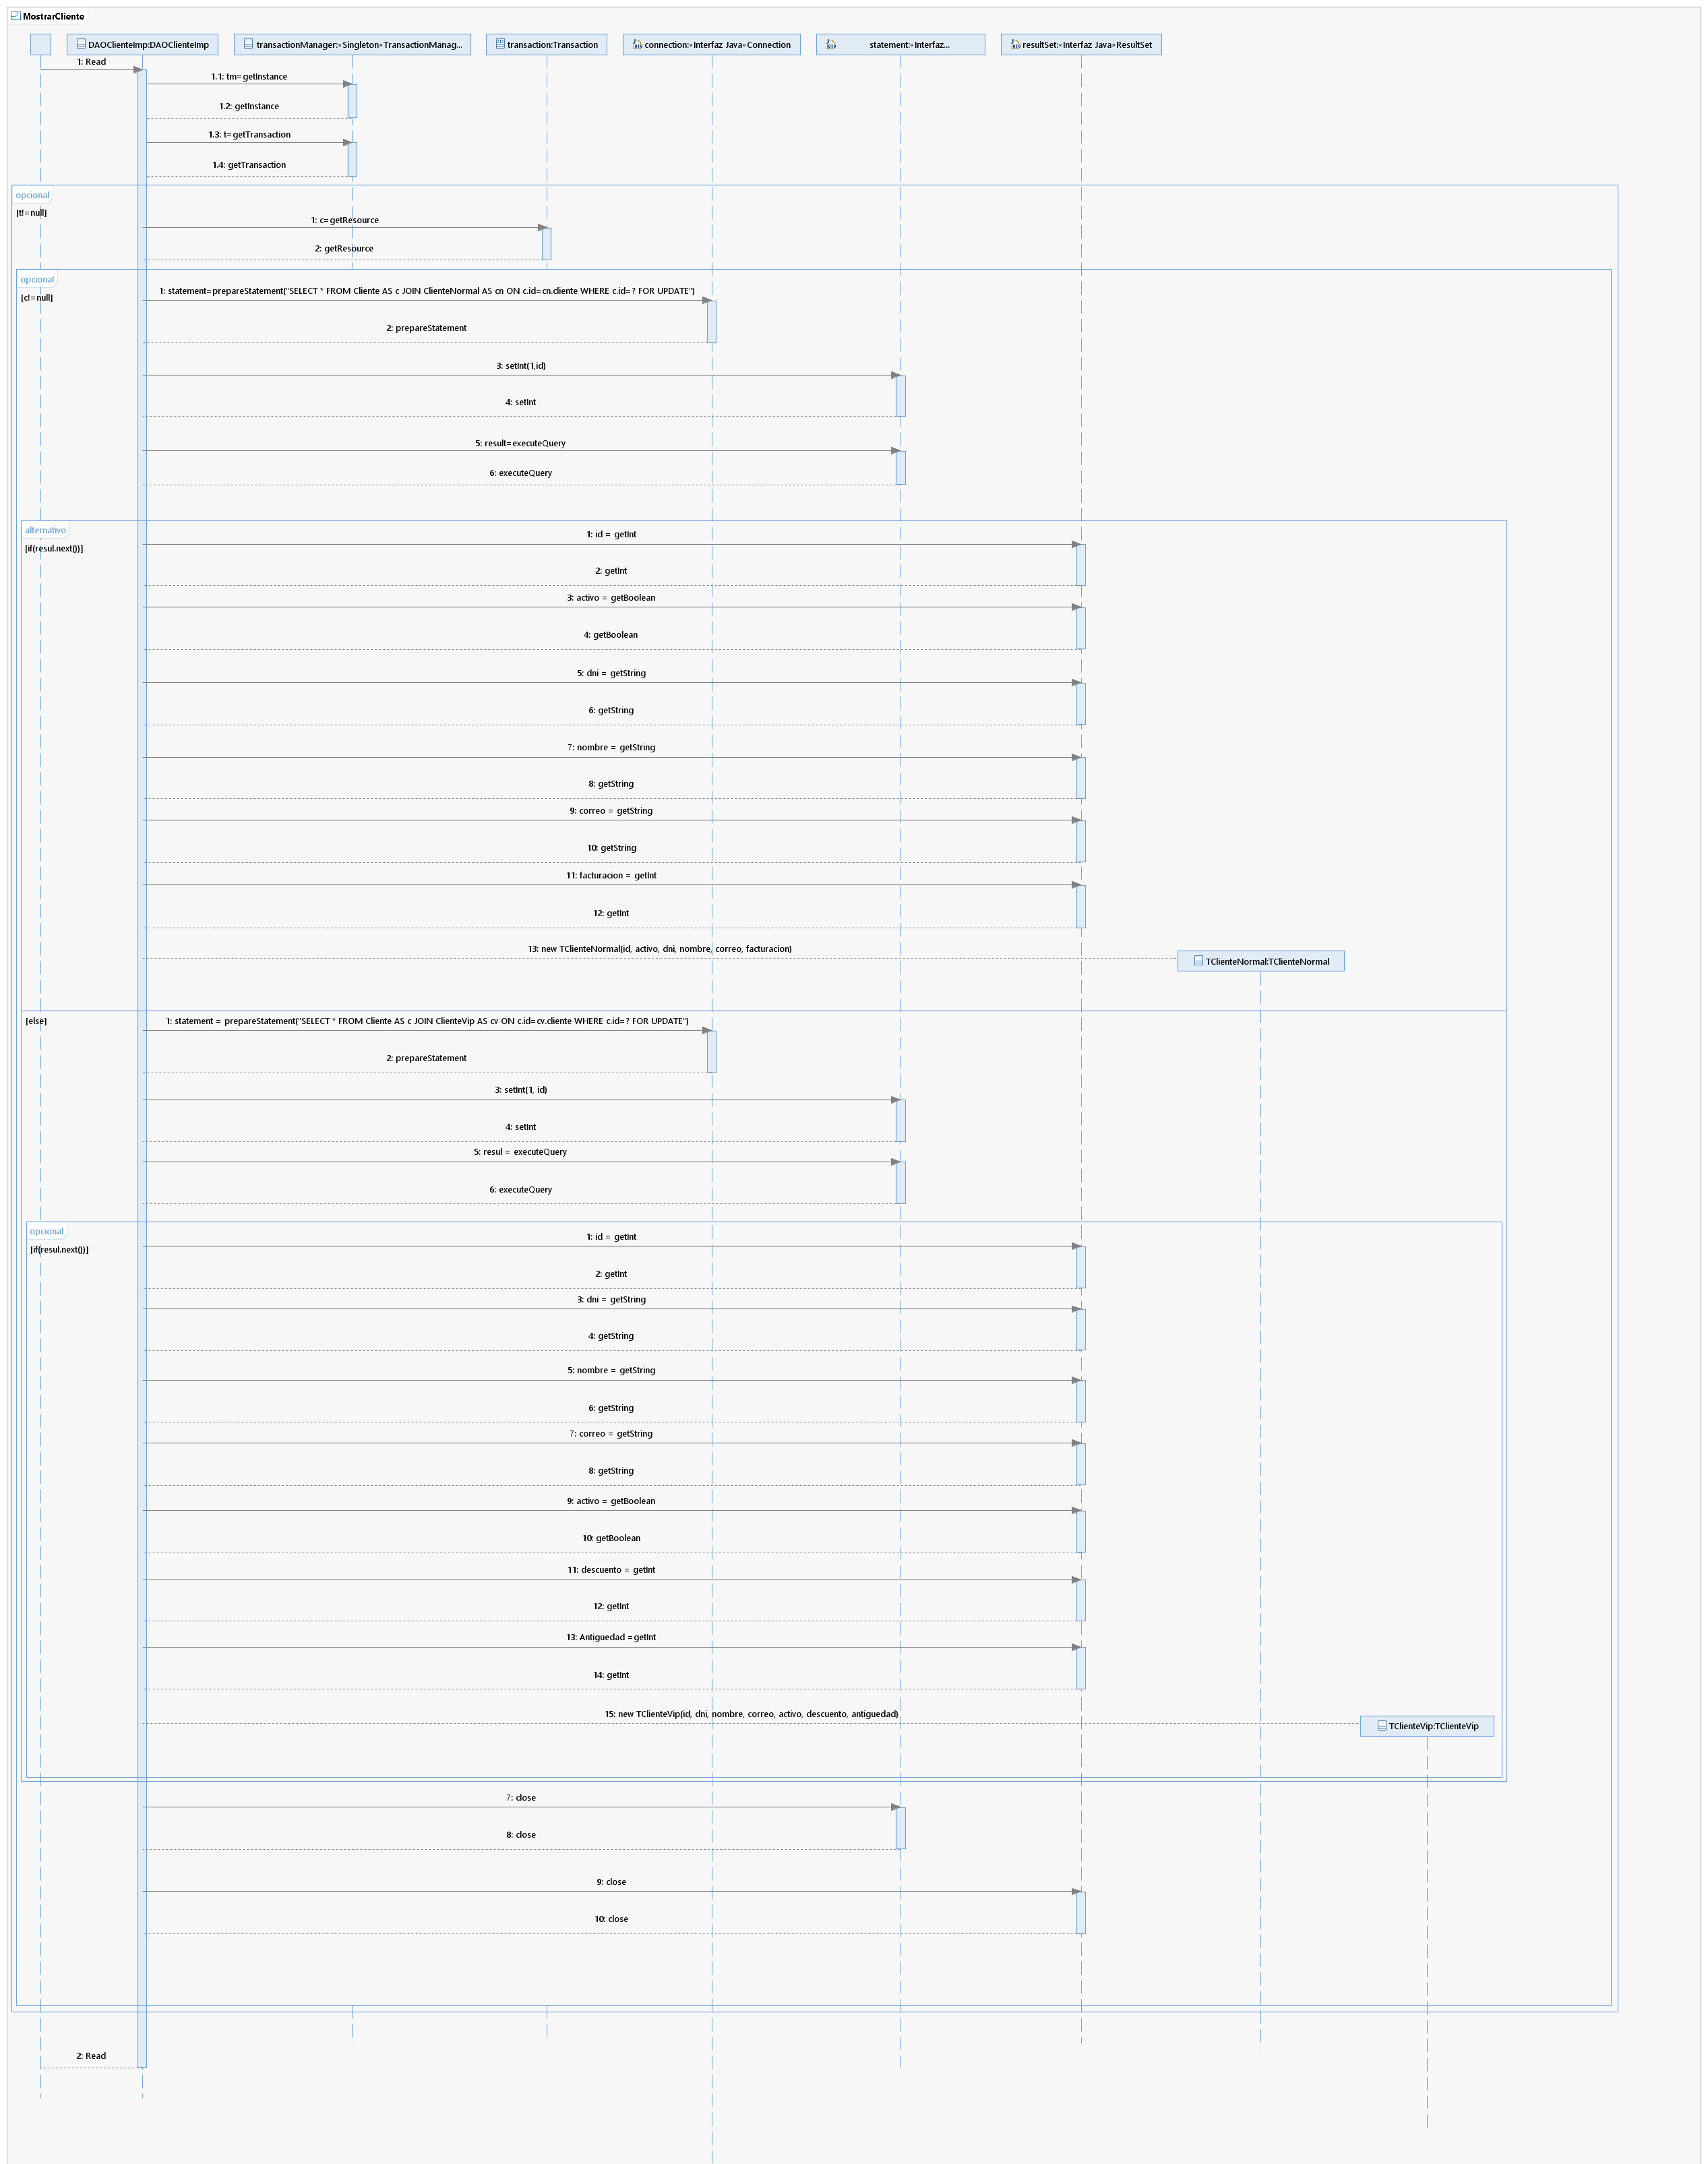 MostrarCliente
DAOClienteImp:DAOClienteImp
transactionManager:«Singleton»TransactionManag...
transaction:Transaction
connection:«Interfaz Java»Connection
statement:«Interfaz...
resultSet:«Interfaz Java»ResultSet
1: Read
1.1: tm=getInstance
1.2: getInstance
1.3: t=getTransaction
1.4: getTransaction
opcional
[t!=null]
1: c=getResource
2: getResource
opcional
[c!=null]
1: statement=prepareStatement("SELECT * FROM Cliente AS c JOIN ClienteNormal AS cn ON c.id=cn.cliente WHERE c.id=? FOR UPDATE")
2: prepareStatement
3: setInt(1,id)
4: setInt
5: result=executeQuery
6: executeQuery
alternativo
[if(resul.next())]
1: id = getInt
2: getInt
3: activo = getBoolean
4: getBoolean
5: dni = getString
6: getString
7: nombre = getString
8: getString
9: correo = getString
10: getString
11: facturacion = getInt
12: getInt
13: new TClienteNormal(id, activo, dni, nombre, correo, facturacion)
TClienteNormal:TClienteNormal
[else]
1: statement = prepareStatement("SELECT * FROM Cliente AS c JOIN ClienteVip AS cv ON c.id=cv.cliente WHERE c.id=? FOR UPDATE")
2: prepareStatement
3: setInt(1, id)
4: setInt
5: resul = executeQuery
6: executeQuery
opcional
[if(resul.next())]
1: id = getInt
2: getInt
3: dni = getString
4: getString
5: nombre = getString
6: getString
7: correo = getString
8: getString
9: activo = getBoolean
10: getBoolean
11: descuento = getInt
12: getInt
13: Antiguedad =getInt
14: getInt
15: new TClienteVip(id, dni, nombre, correo, activo, descuento, antiguedad)
TClienteVip:TClienteVip
7: close
8: close
9: close
10: close
2: Read